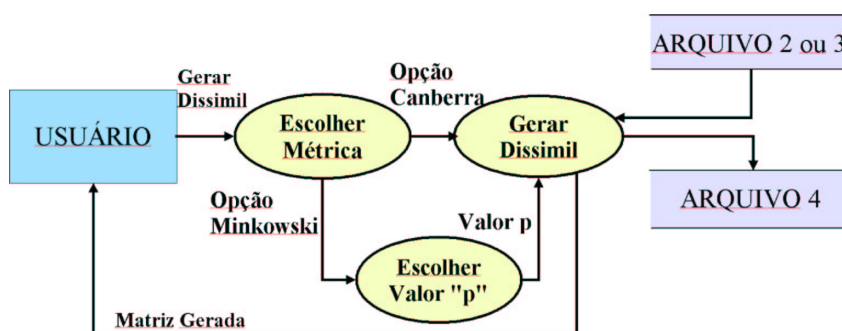 ARQUIVO 2 ou 3
Gerar
Dissimil
Opção
Canberra
USUÁRIO
Escolher
Métrica
Gerar
Dissimil
Opção
Minkowski
Valor p
ARQUIVO 4
Escolher
Valor "p"
Matriz Gerada